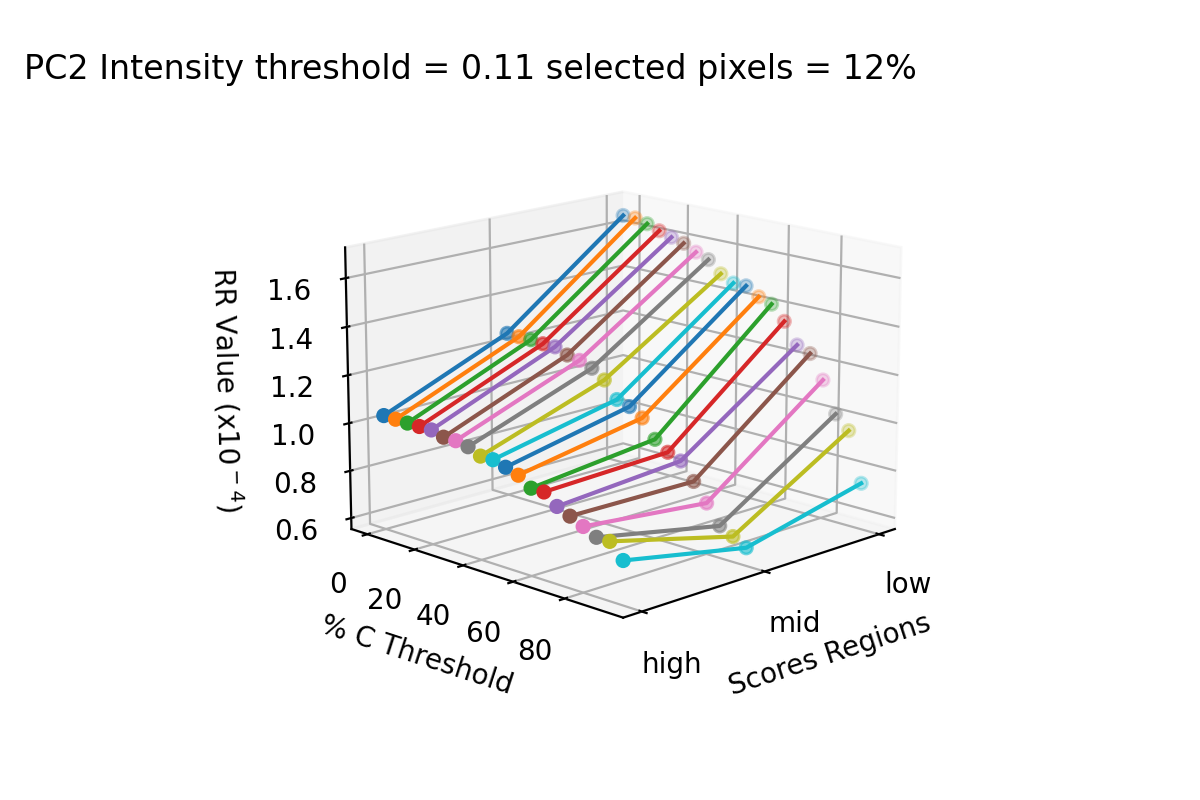 PC2 Intensity threshold = 0.11 selected pixels = 12%
RR Value (x10⁻⁴)
1.6
1.4
1.2
1.0
0.8
0.6
0
20
40
60
80
% C Threshold
high
mid
low
Scores Regions